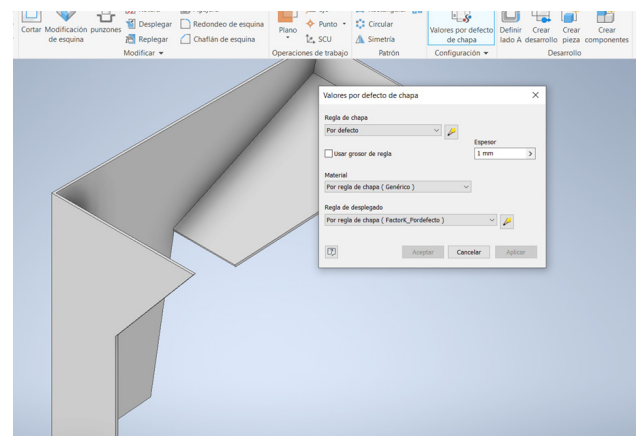 Cortar Modificación punzones
de esquina
Desplegar
Replegar
Redondeo de esquina
Chaflán de esquina
Modificar
Plano
Punto
SCU
Operaciones de trabajo
Circular
Simetría
Patrón
Valores por defecto
de chapa
Configuración
Definir Crear Crear Crear
lado A desarrollo pieza componentes
Desarrollo
Valores por defecto de chapa
Regla de chapa
Por defecto
Espesor
Usar grosor de regla
1 mm
Material
Por regla de chapa ( Genérico )
Regla de desplegado
Por regla de chapa ( FactorK_Pordefecto )
Aceptar Cancelar Aplicar